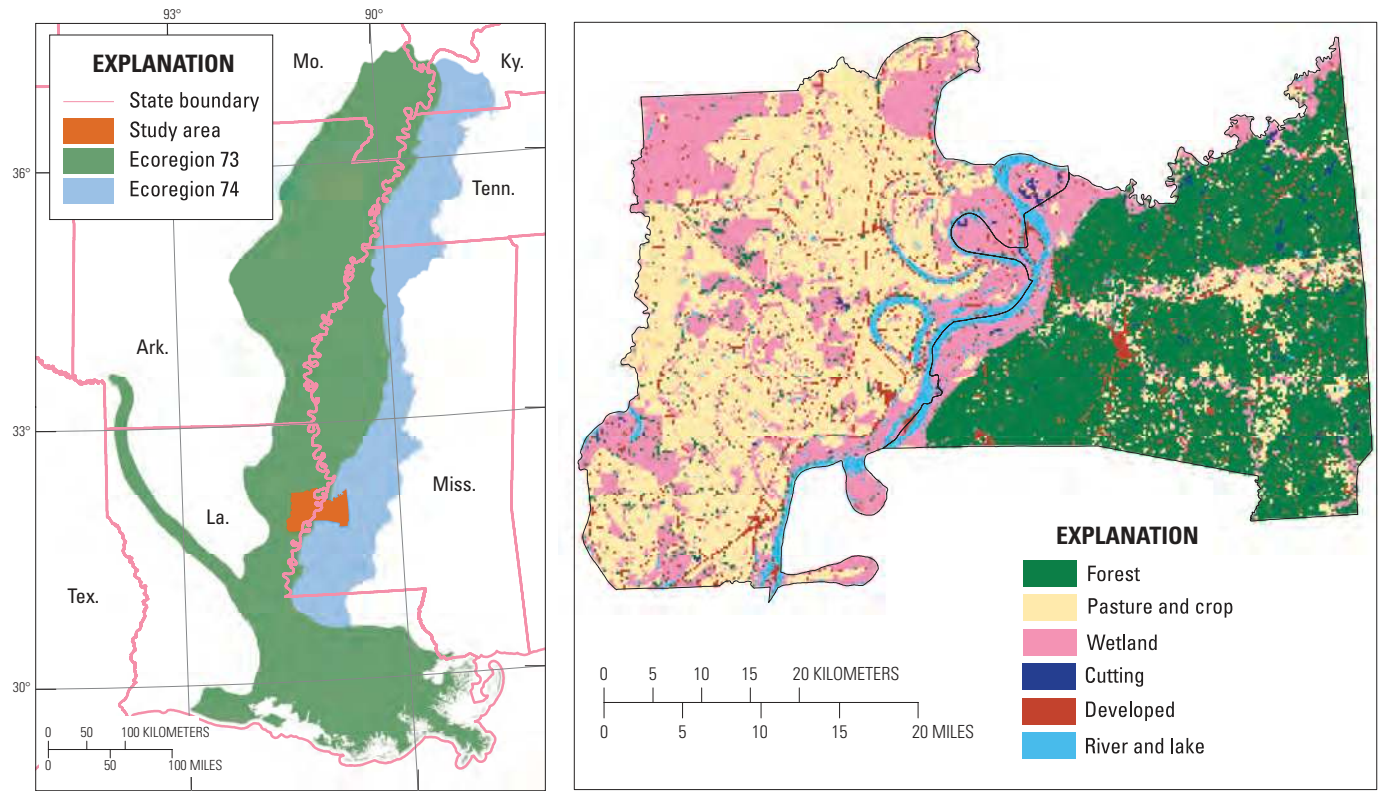 93°
90°
EXPLANATION
State boundary
Study area
Ecoregion 73
Ecoregion 74
Mo.
Ky.
36°
Tenn.
Ark.
33°
Miss.
La.
Tex.
30°
0 50 100 KILOMETERS
0 50 100 MILES
EXPLANATION
Forest
Pasture and crop
Wetland
Cutting
Developed
River and lake
0 5 10 15 20 KILOMETERS
0 5 10 15 20 MILES